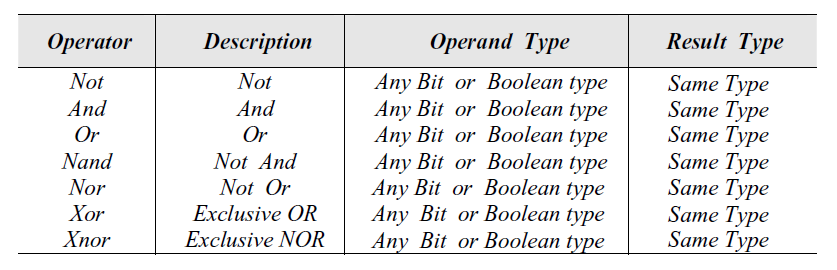 Operator Description Operand Type Result Type
Not Not Any Bit or Boolean type Same Type
And And Any Bit or Boolean type Same Type
Or Or Any Bit or Boolean type Same Type
Nand Not And Any Bit or Boolean type Same Type
Nor Not Or Any Bit or Boolean type Same Type
Xor Exclusive OR Any Bit or Boolean type Same Type
Xnor Exclusive NOR Any Bit or Boolean type Same Type